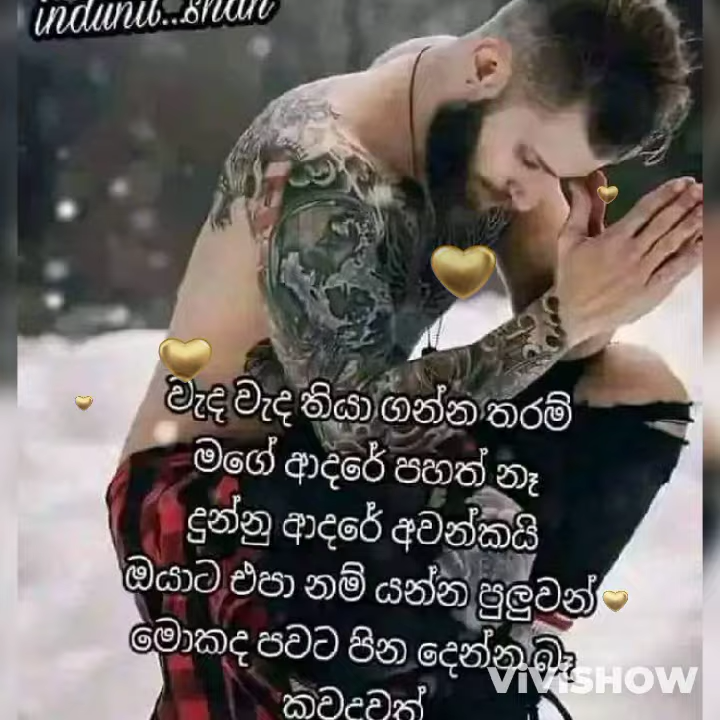 indunil...shan
වැද වැද තියා ගන්න තරම්
මගේ ආදරේ පහත් නෑ
දුන්නු ආදරේ අවන්කයි
ඔයාට එපා නම් යන්න පුලුවන්
මොකද පවට පින දෙන්න බෑ
කවදාවත්
ViViSHOW